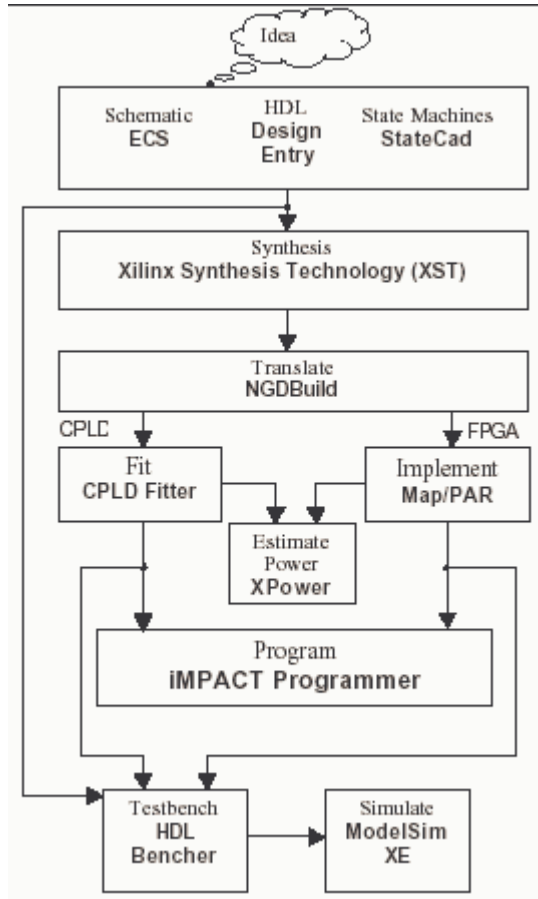 Idea
Schematic
ECS
HDL
Design
Entry
State Machines
StateCad
Synthesis
Xilinx Synthesis Technology (XST)
Translate
NGDBuild
CPLD
FPGA
Fit
CPLD Fitter
Implement
Map/PAR
Estimate
Power
XPower
Program
iMPACT Programmer
Testbench
HDL
Bencher
Simulate
ModelSim
XE